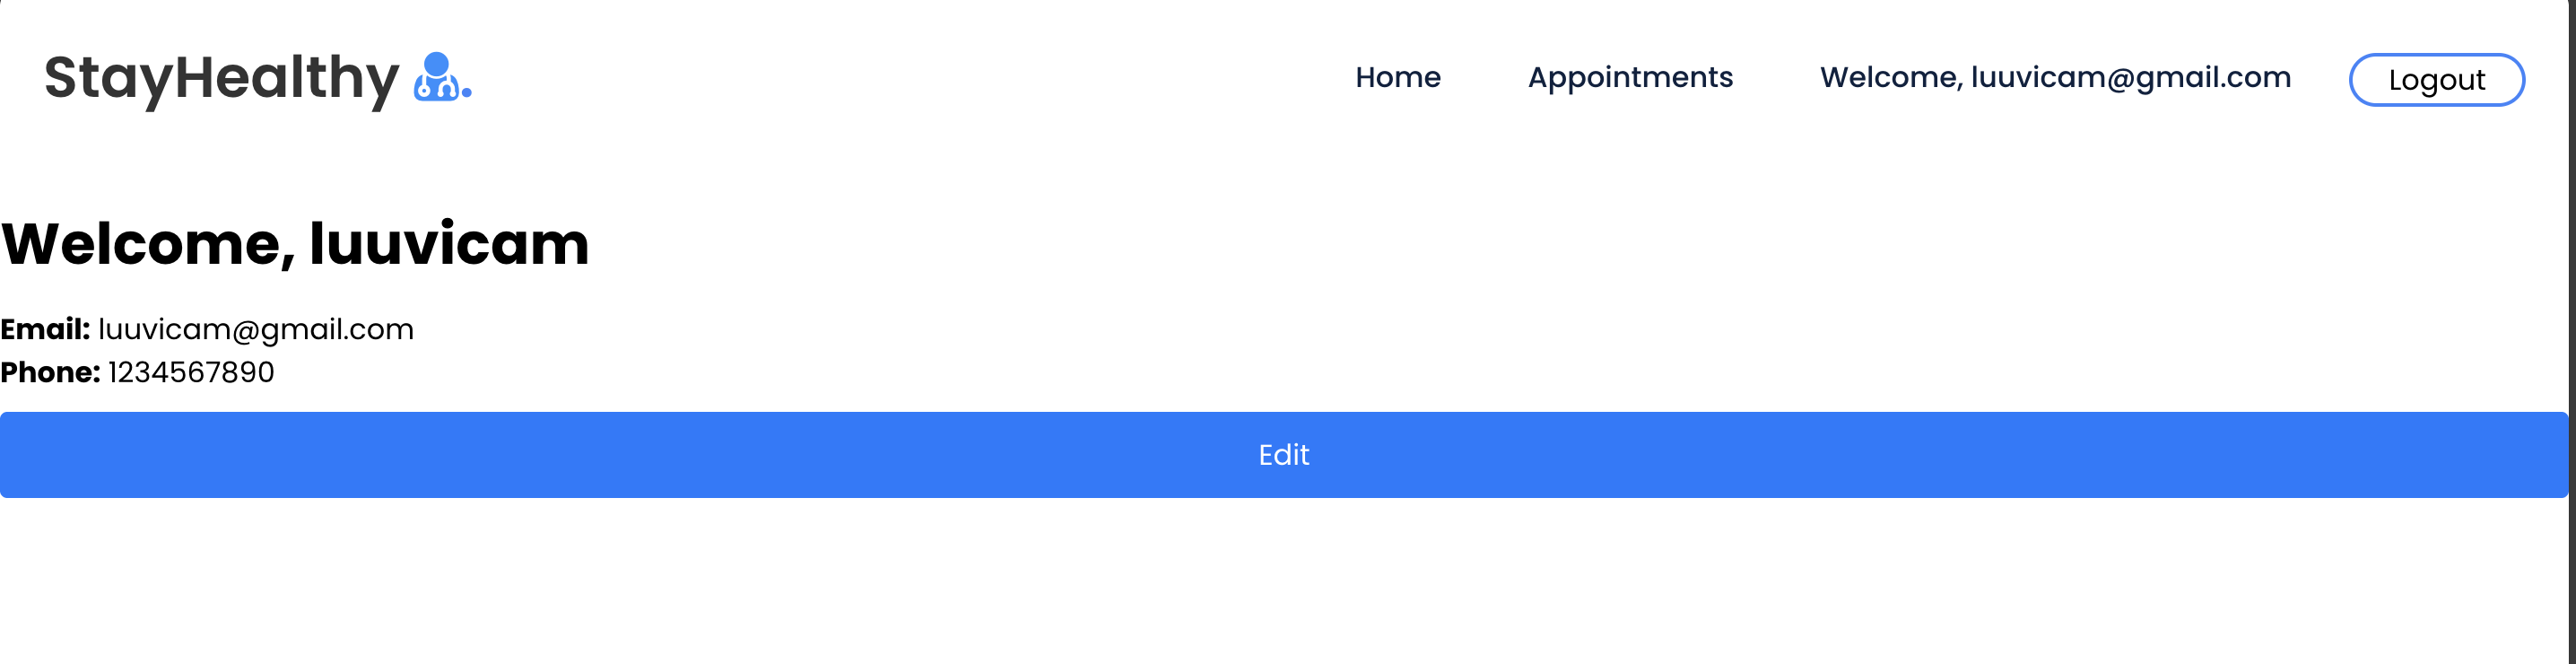 StayHealthy
Home Appointments Welcome, luuvicam@gmail.com Logout
Welcome, luuvicam
Email: luuvicam@gmail.com
Phone: 1234567890
Edit